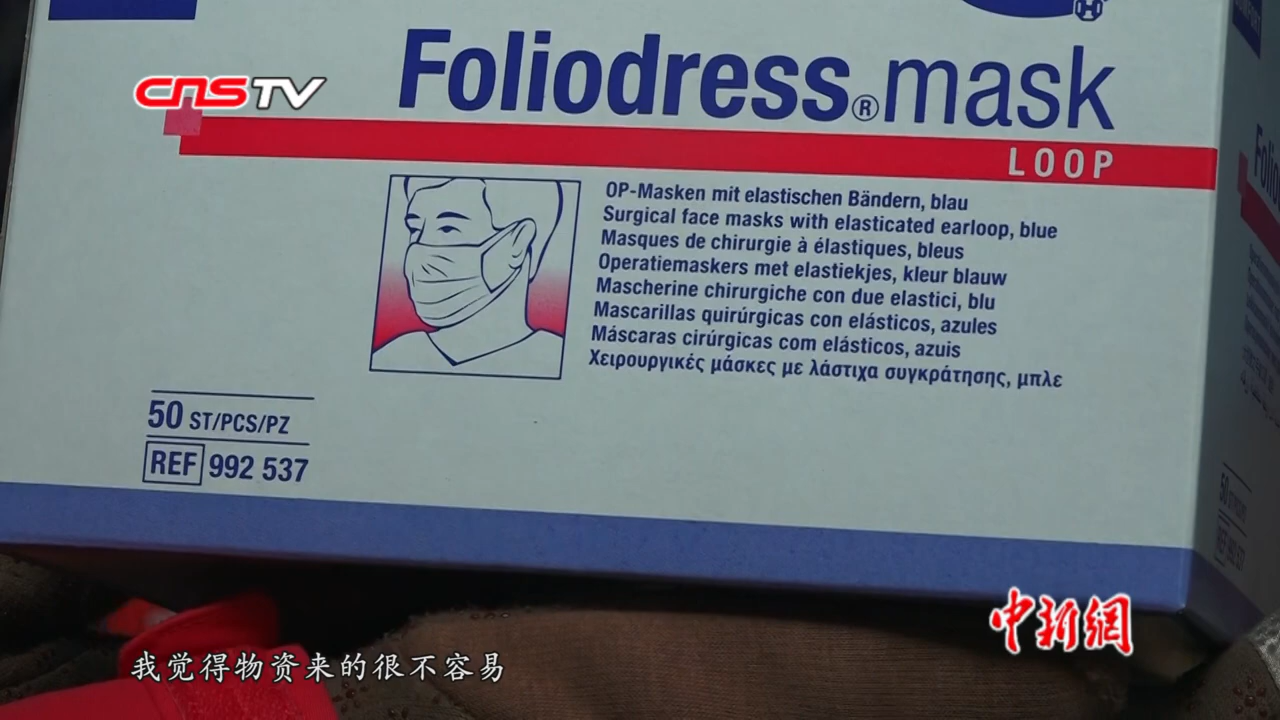 Foliodress® mask
CNSTV
LOOP
OP-Masken mit elastischen Bändern, blau
Surgical face masks with elasticated earloop, blue
Masques de chirurgie à élastiques, bleus
Operatiemaskers met elastiekjes, kleur blauw
Mascherine chirurgiche con due elastici, blu
Mascarillas quirúrgicas con elásticos, azules
Máscaras cirúrgicas com elásticos, azuis
Χειρουργικές μάσκες με λάστιχα συγκράτησης, μπλε
50 ST/PCS/PZ
REF 992 537
中新網
我觉得物资来的很不容易